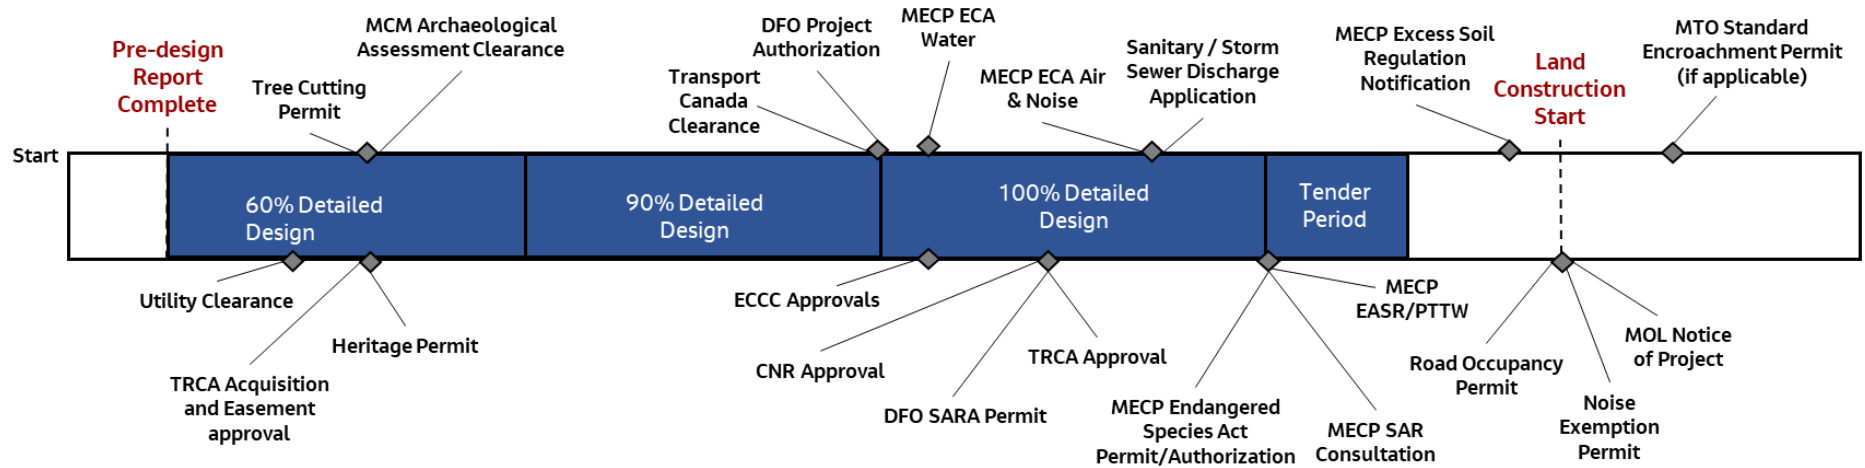 Pre-design
Report
Complete
Tree Cutting
Permit
MCM Archaeological
Assessment Clearance
Transport
Canada
Clearance
DFO Project
Authorization
MECP ECA
Water
MECP ECA Air
& Noise
Sanitary / Storm
Sewer Discharge
Application
MECP Excess Soil
Regulation
Notification
Land
Construction
Start
MTO Standard
Encroachment Permit
(if applicable)
Start
60% Detailed
Design
90% Detailed
Design
100% Detailed
Design
Tender
Period
Utility Clearance
TRCA Acquisition
and Easement
approval
Heritage Permit
ECCC Approvals
CNR Approval
DFO SARA Permit
TRCA Approval
MECP Endangered
Species Act
Permit/Authorization
MECP SAR
Consultation
MECP
EASR/PTTW
Road Occupancy
Permit
Noise
Exemption
Permit
MOL Notice
of Project